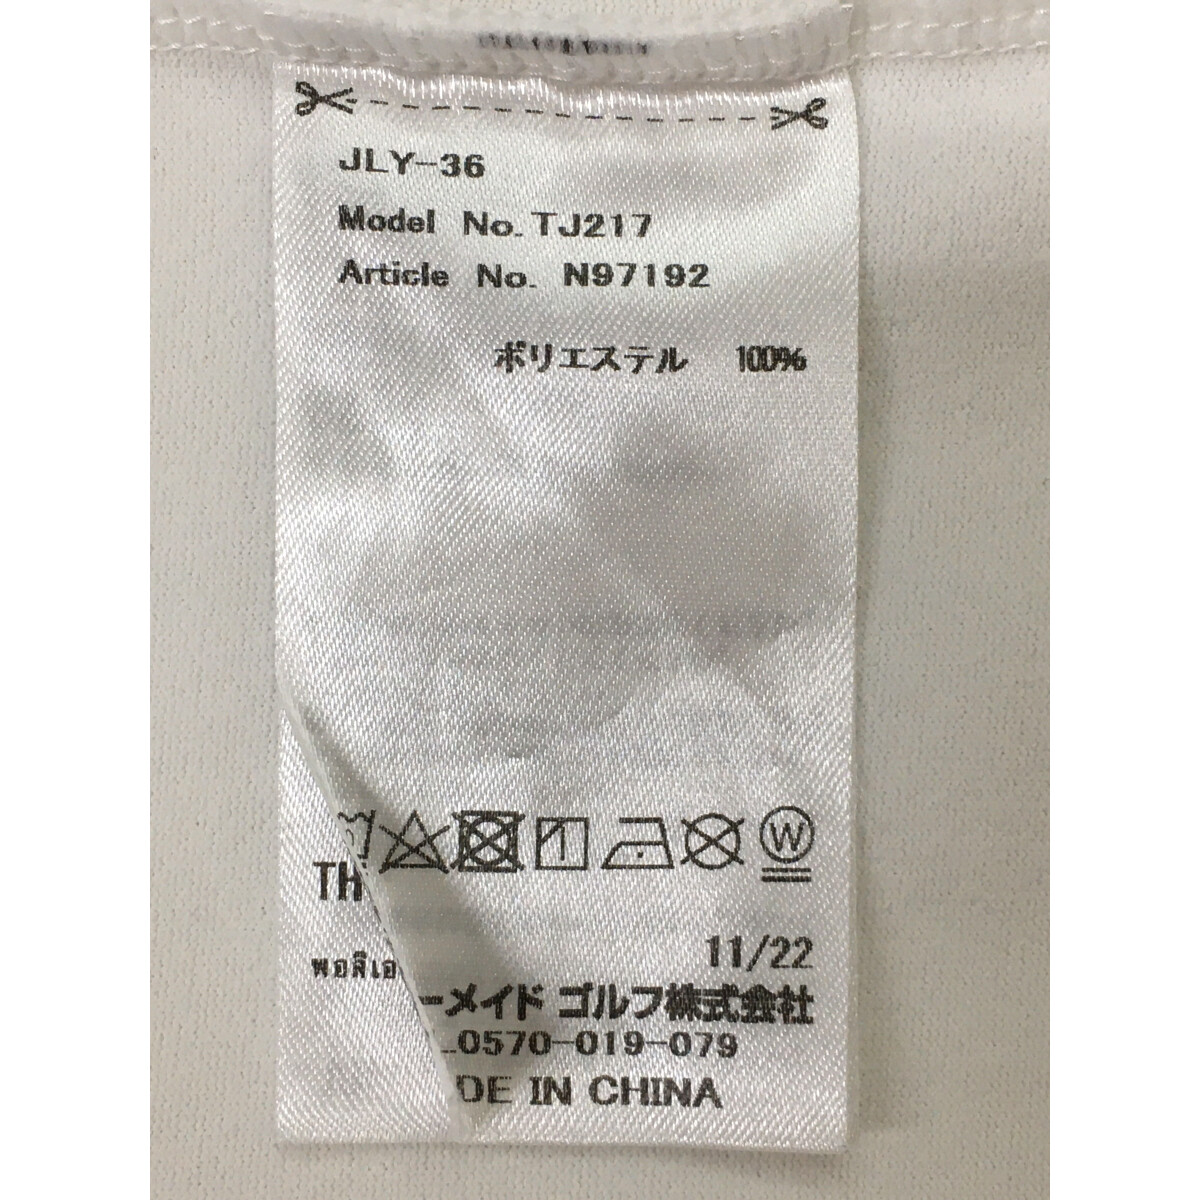 JLY-36
Model No. TJ217
Article No. N97192
ポリエステル 100%
W
TH
11/22
พอลิเอ
ーメイド ゴルフ株式会社
0570-019-079
DE IN CHINA